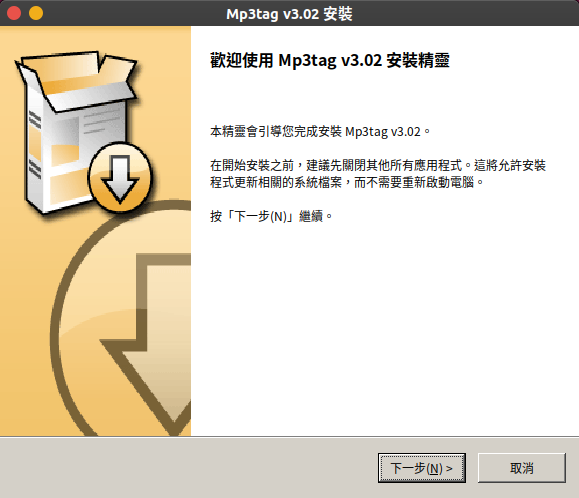 Mp3tag v3.02 安裝
歡迎使用 Mp3tag v3.02 安裝精靈
本精靈會引導您完成安裝 Mp3tag v3.02。
在開始安裝之前，建議先關閉其他所有應用程式。這將允許安裝
程式更新相關的系統檔案，而不需要重新啟動電腦。
按「下一步(N)」繼續。
下一步(N) >
取消